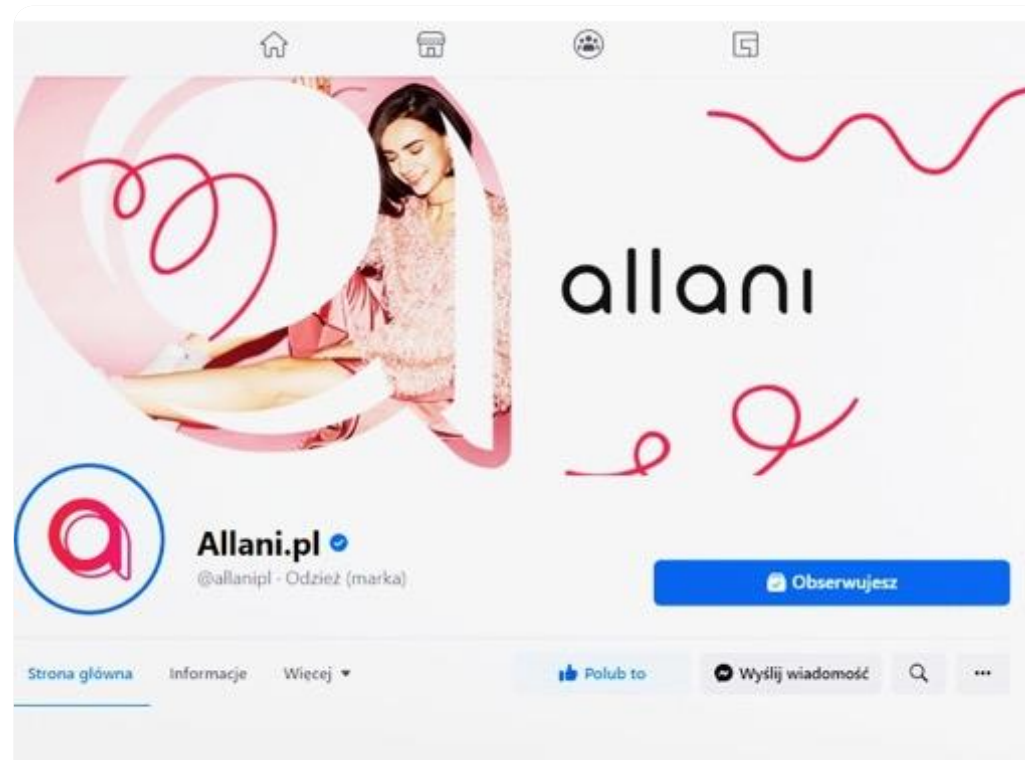 allani
Allani.pl
@allanipl · Odzież (marka)
Obserwujesz
Strona główna
Informacje
Więcej
Polub to
Wyślij wiadomość